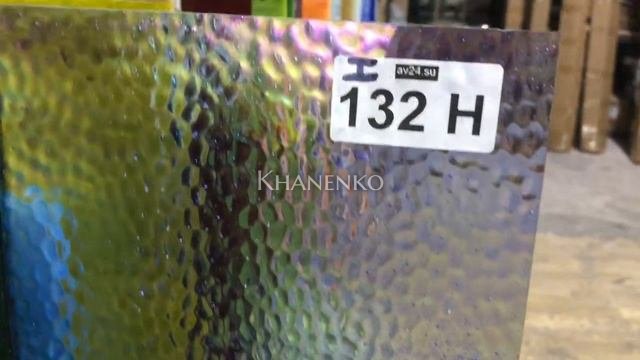 av24.su
132 H
KHANENKO